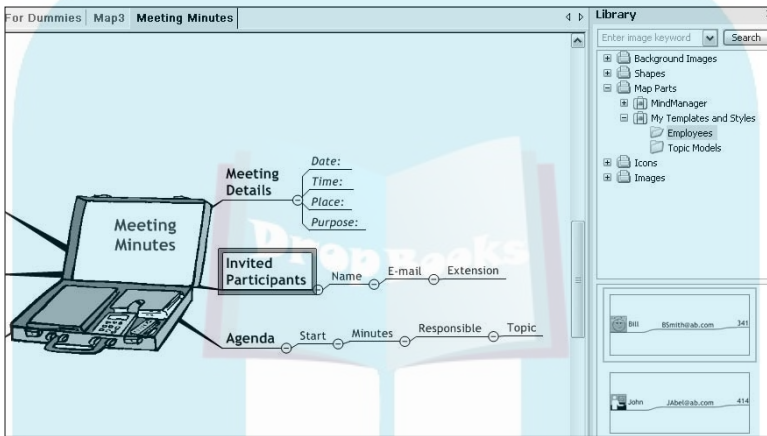 For Dummies Map3 Meeting Minutes
Meeting Minutes
Meeting Details
Date:
Time:
Place:
Purpose:
Invited Participants
Name E-mail Extension
Agenda Start Minutes Responsible Topic
DropBooks
Library
Enter image keyword Search
Background Images
Shapes
Map Parts
MindManager
My Templates and Styles
Employees
Topic Models
Icons
Images
Bill BSmith@ab.com 341
John JAbel@ab.com 414